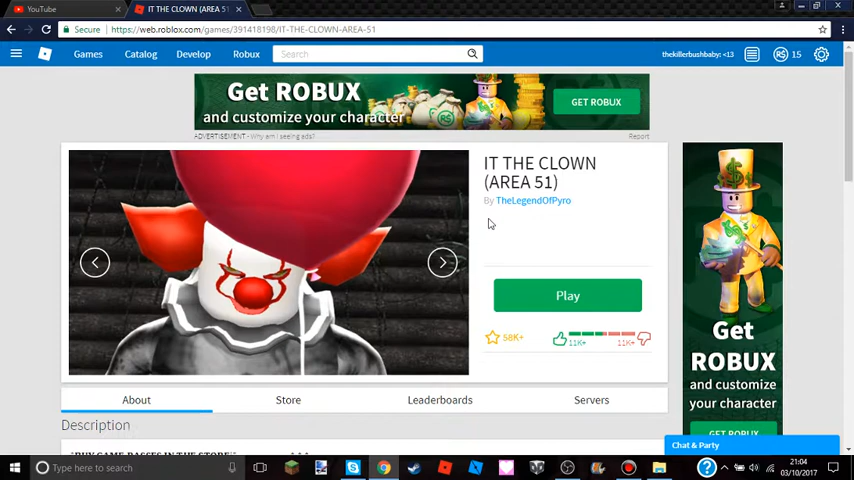 YouTube
IT THE CLOWN (AREA 51)
Secure
https://web.roblox.com/games/391418198/IT-THE-CLOWN-AREA-51
Games
Catalog
Develop
Robux
Search
thekillerbushbaby: <13
15
Get ROBUX
and customize your character
GET ROBUX
ADVERTISEMENT - Why am I seeing ads?
Report
IT THE CLOWN
(AREA 51)
By TheLegendOfPyro
Play
58K+
11K+
11K+
Get
ROBUX
and customize
your character
GET ROBUX
About
Store
Leaderboards
Servers
Description
Chat & Party
Type here to search
21:04
03/10/2017